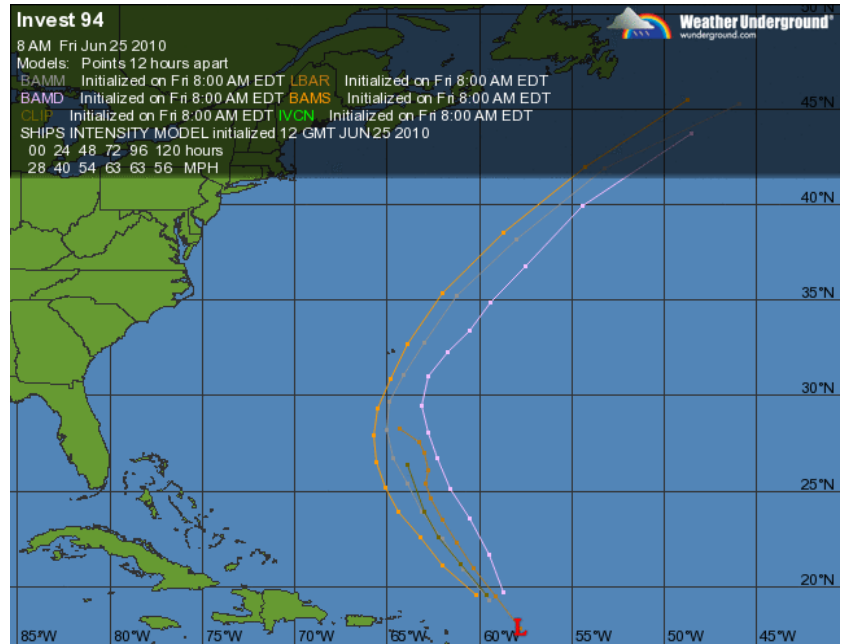 Invest 94
Weather Underground®
wunderground.com
8 AM Fri Jun 25 2010
Models: Points 12 hours apart
BAMM Initialized on Fri 8:00 AM EDT LBAR Initialized on Fri 8:00 AM EDT
BAMD Initialized on Fri 8:00 AM EDT BAMS Initialized on Fri 8:00 AM EDT
CLIP Initialized on Fri 8:00 AM EDT IVCN Initialized on Fri 8:00 AM EDT
SHIPS INTENSITY MODEL initialized 12 GMT JUN 25 2010
00 24 48 72 96 120 hours
28 40 54 63 63 56 MPH
50°N
45°N
40°N
35°N
30°N
25°N
20°N
L
85°W 80°W 75°W 70°W 65°W 60°W 55°W 50°W 45°W